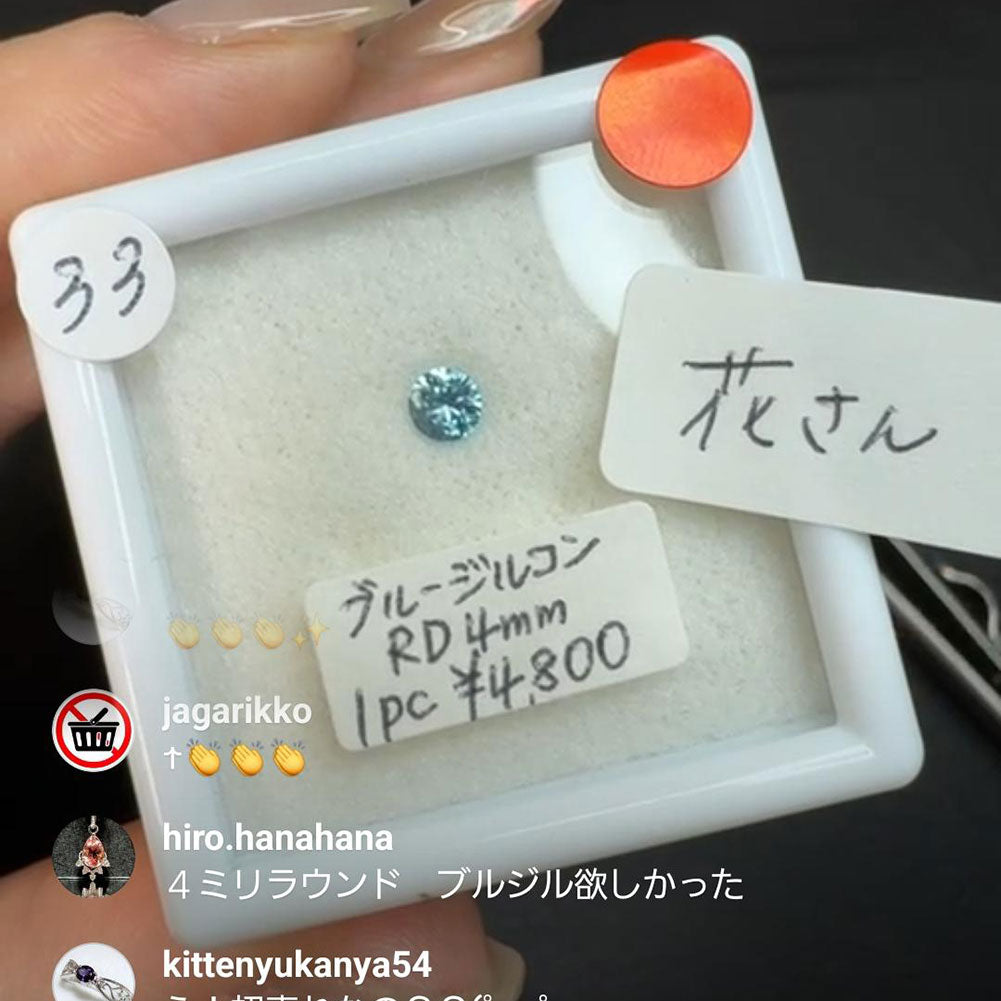 33
花さん
ブルージルコン
RD 4mm
1pc ¥4,800
👏👏👏✨
jagarikko
↑👏👏👏
hiro.hanahana
4ミリラウンド　ブルジル欲しかった
kittenyukanya54